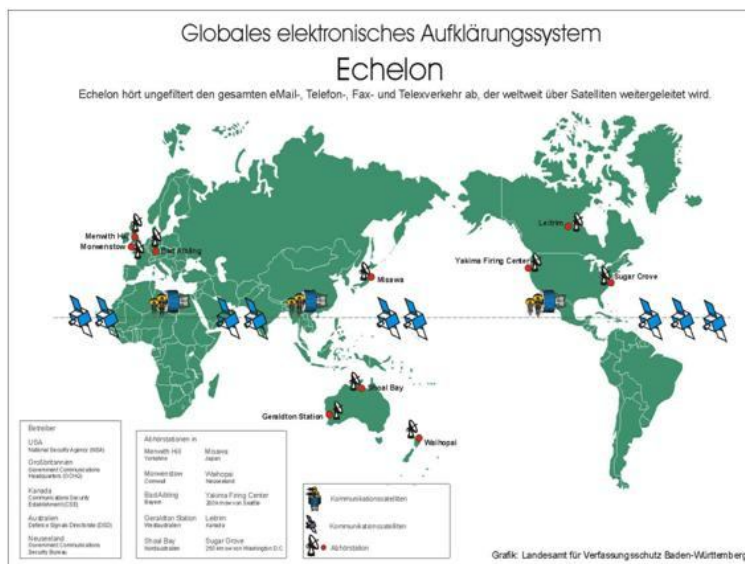 Globales elektronisches Aufklärungssystem
Echelon
Echelon hört ungefiltert den gesamten eMail-, Telefon-, Fax- und Telexverkehr ab, der weltweit über Satelliten weitergeleitet wird.
Menwith Hill
Morwenstow
Bad Aibling
Misawa
Leitrim
Yakima Firing Center
Sugar Grove
Shoal Bay
Geraldton Station
Waihopai
Betreiber
USA
National Security Agency (NSA)
Großbritannien
Government Communications
Headquarters (GCHQ)
Kanada
Communications Security
Establishment (CSE)
Australien
Defence Signals Directorate (DSD)
Neuseeland
Government Communications
Security Bureau
Abhörstationen in
Menwith Hill
Yorkshire
Misawa
Japan
Morwenstow
Cornwall
Waihopai
Neuseeland
Bad Aibling
Bayern
Yakima Firing Center
Geraldton Station
Westaustralien
Leitrim
Kanada
Shoal Bay
Nordaustralien
Sugar Grove
Kommunikationssatelliten
Kommunikationssatelliten
Abhörstation
Grafik: Landesamt für Verfassungsschutz Baden-Württemberg